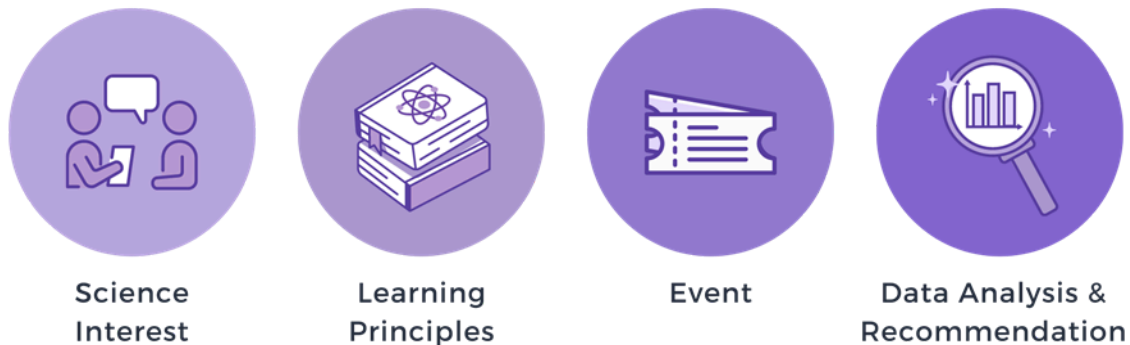 Science
Interest
Learning
Principles
Event
Data Analysis &
Recommendation